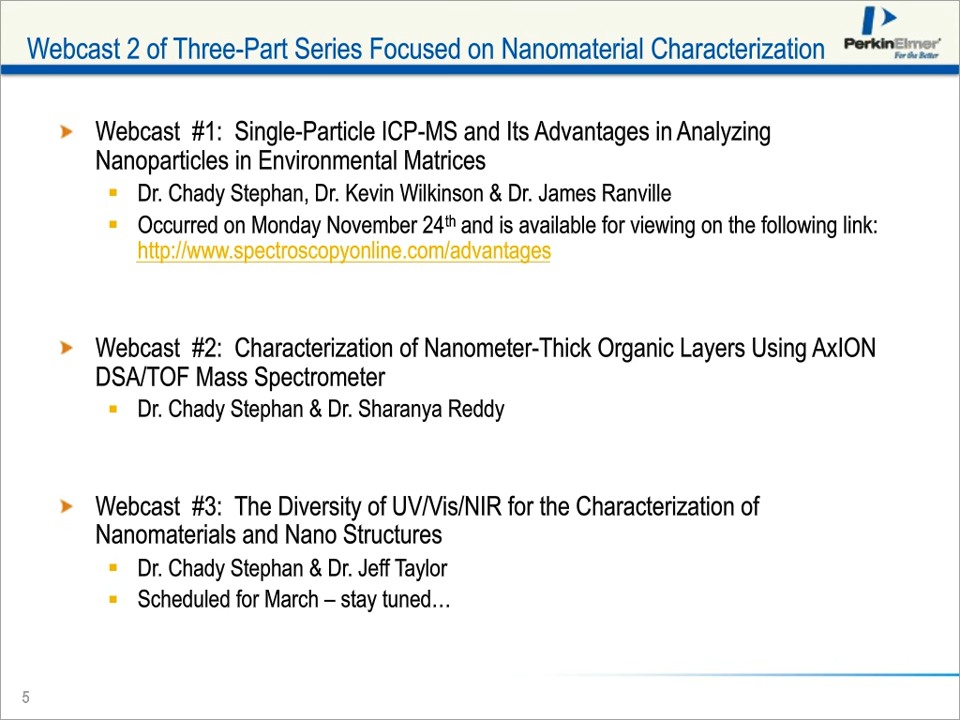 Webcast 2 of Three-Part Series Focused on Nanomaterial Characterization
PerkinElmer®
For the Better
Webcast #1: Single-Particle ICP-MS and Its Advantages in Analyzing
Nanoparticles in Environmental Matrices
Dr. Chady Stephan, Dr. Kevin Wilkinson & Dr. James Ranville
Occurred on Monday November 24th and is available for viewing on the following link:
http://www.spectroscopyonline.com/advantages
Webcast #2: Characterization of Nanometer-Thick Organic Layers Using AxION
DSA/TOF Mass Spectrometer
Dr. Chady Stephan & Dr. Sharanya Reddy
Webcast #3: The Diversity of UV/Vis/NIR for the Characterization of
Nanomaterials and Nano Structures
Dr. Chady Stephan & Dr. Jeff Taylor
Scheduled for March – stay tuned…
5